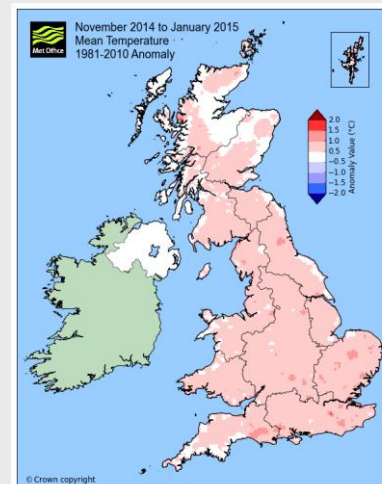 Met Office
November 2014 to January 2015
Mean Temperature
1981-2010 Anomaly
2.0
1.5
1.0
0.5
−0.5
−1.0
−1.5
−2.0
Anomaly Value (°C)
© Crown copyright